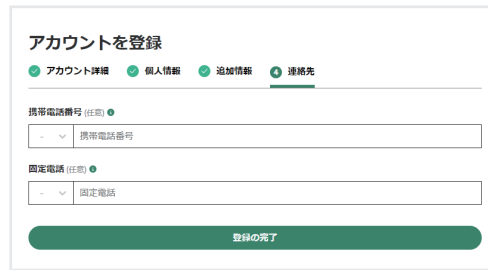 アカウントを登録
アカウント詳細 個人情報 追加情報 4 連絡先
携帯電話番号 (任意)
- 携帯電話番号
固定電話 (任意)
- 固定電話
登録の完了